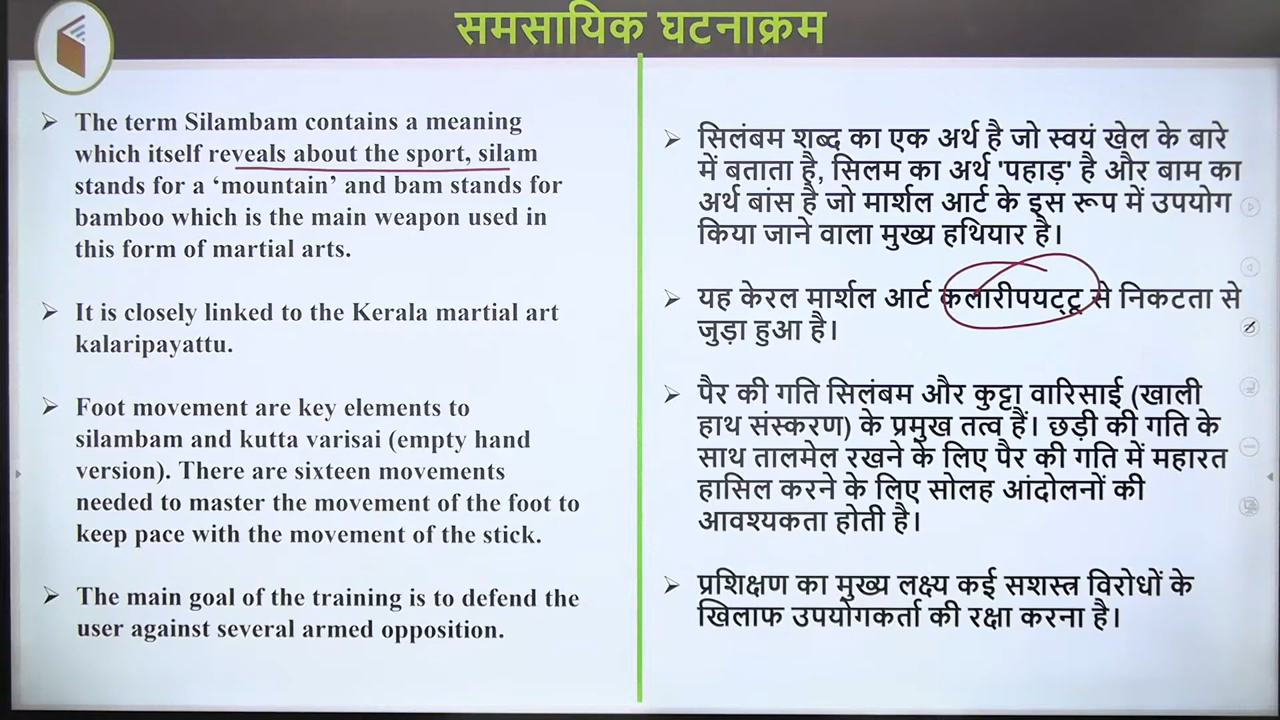 समसायिक घटनाक्रम
The term Silambam contains a meaning
which itself reveals about the sport, silam
stands for a ‘mountain’ and bam stands for
bamboo which is the main weapon used in
this form of martial arts.
It is closely linked to the Kerala martial art
kalaripayattu.
Foot movement are key elements to
silambam and kutta varisai (empty hand
version). There are sixteen movements
needed to master the movement of the foot to
keep pace with the movement of the stick.
The main goal of the training is to defend the
user against several armed opposition.
सिलंबम शब्द का एक अर्थ है जो स्वयं खेल के बारे
में बताता है, सिलम का अर्थ 'पहाड़' है और बाम का
अर्थ बांस है जो मार्शल आर्ट के इस रूप में उपयोग
किया जाने वाला मुख्य हथियार है।
यह केरल मार्शल आर्ट कलारीपयट्टू से निकटता से
जुड़ा हुआ है।
पैर की गति सिलंबम और कुट्टा वारिसाई (खाली
हाथ संस्करण) के प्रमुख तत्व हैं। छड़ी की गति के
साथ तालमेल रखने के लिए पैर की गति में महारत
हासिल करने के लिए सोलह आंदोलनों की
आवश्यकता होती है।
प्रशिक्षण का मुख्य लक्ष्य कई सशस्त्र विरोधों के
खिलाफ उपयोगकर्ता की रक्षा करना है।